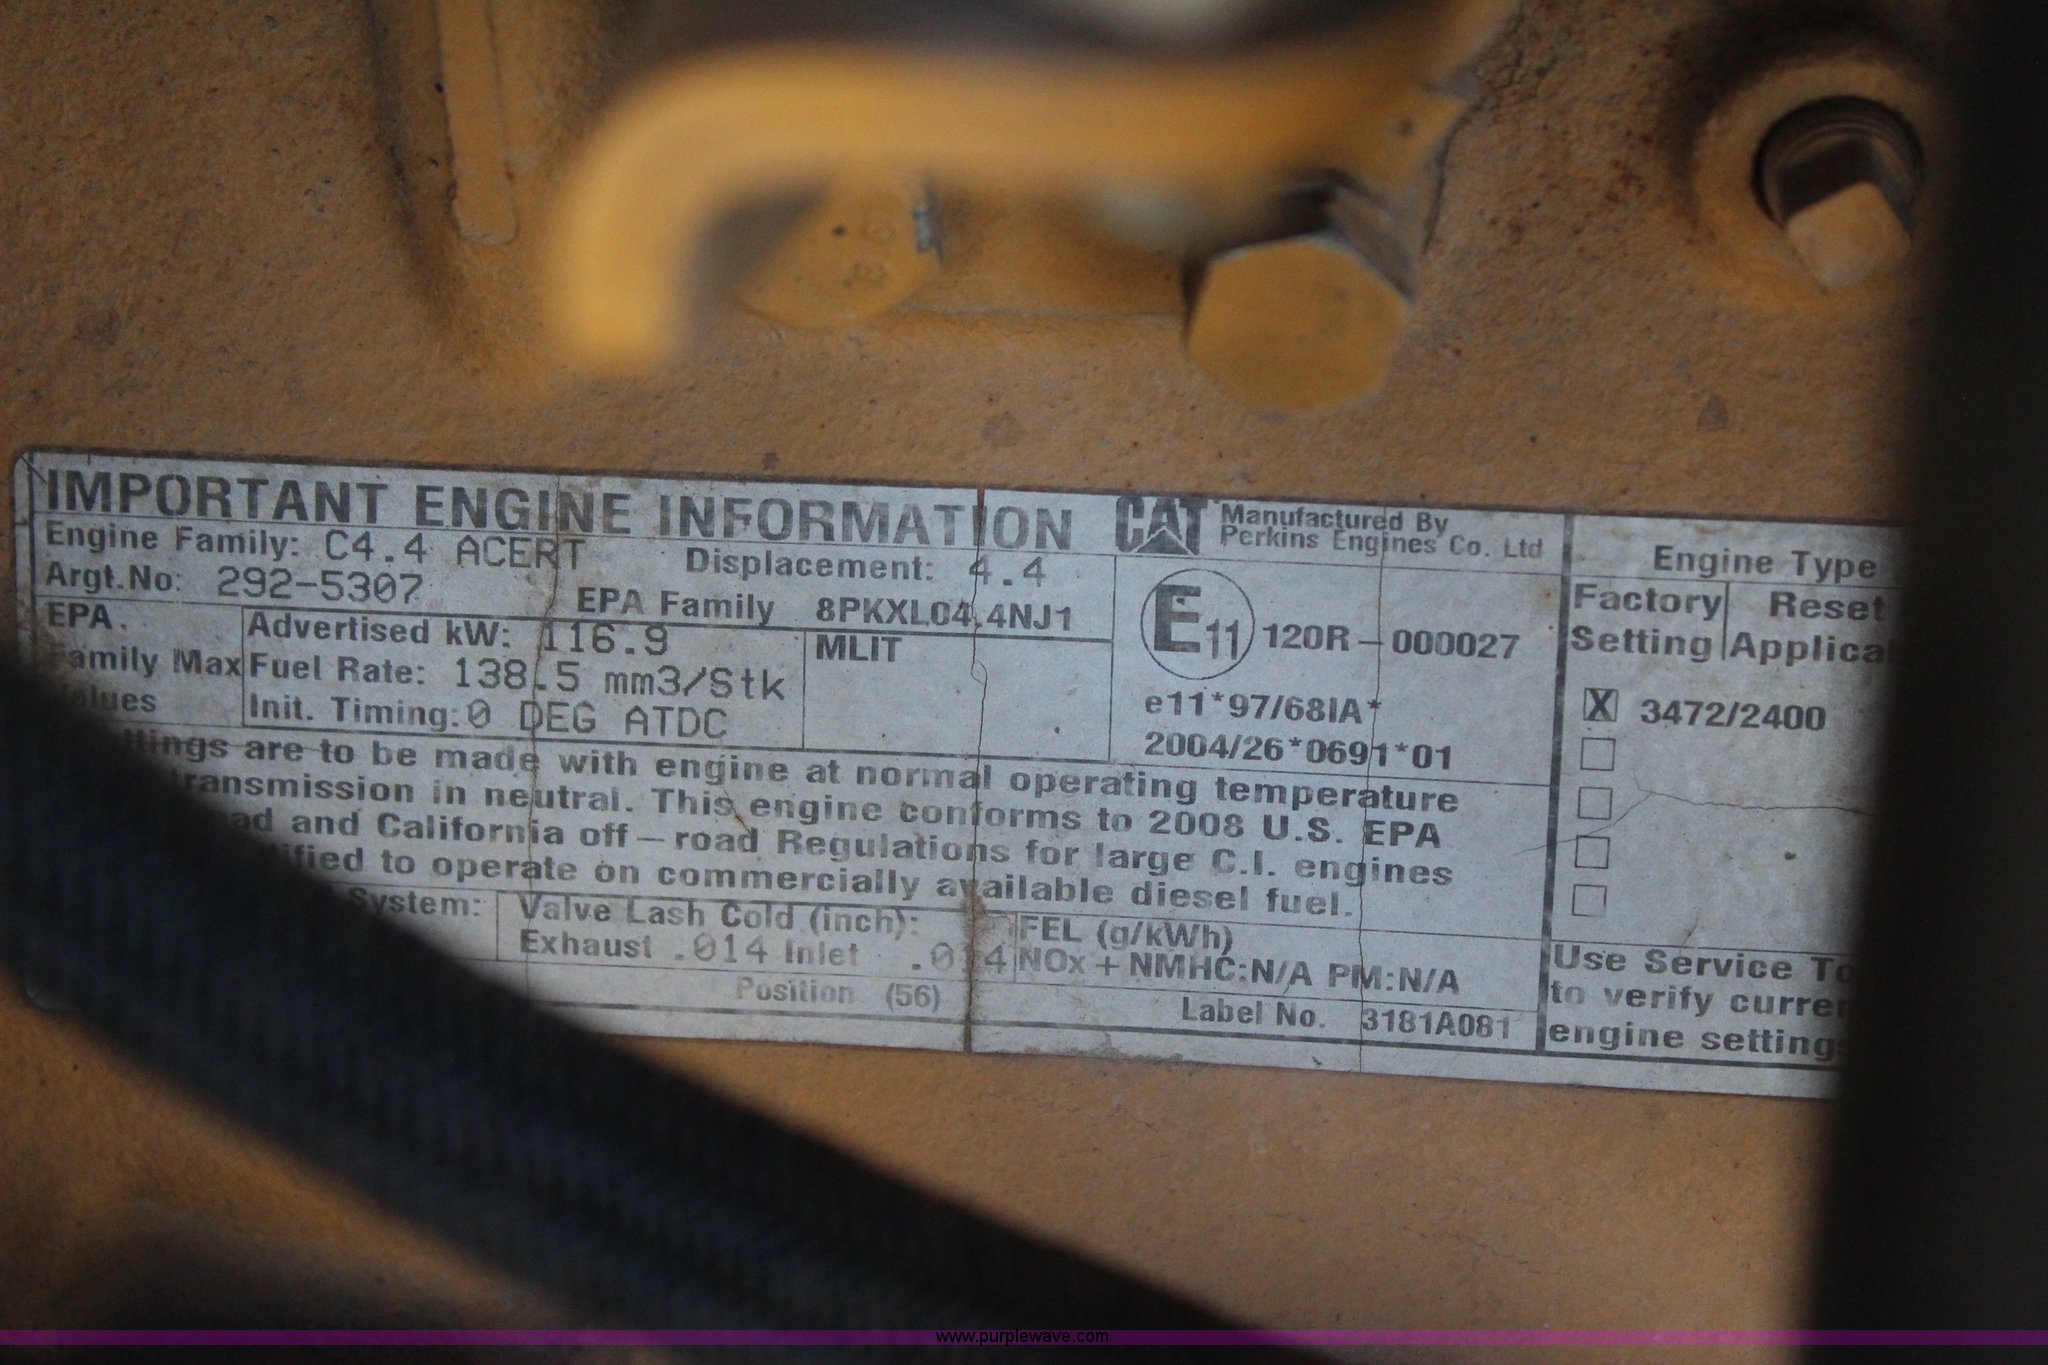 IMPORTANT ENGINE INFORMATION
CAT Manufactured By
Perkins Engines Co. Ltd
Engine Family: C4.4 ACERT Displacement: 4.4
Argt.No: 292-5307 EPA Family 8PKXL04.4NJ1
EPA
Family Max
Values
Advertised kW: 116.9
Fuel Rate: 138.5 mm3/Stk
Init. Timing: 0 DEG ATDC
MLIT
E11 120R-000027
e11*97/68IA*
2004/26*0691*01
ttings are to be made with engine at normal operating temperature
transmission in neutral. This engine conforms to 2008 U.S. EPA
ad and California off-road Regulations for large C.I. engines
ified to operate on commercially available diesel fuel.
System:
Valve Lash Cold (inch):
Exhaust .014 Inlet .014
FEL (g/kWh)
NOx + NMHC:N/A PM:N/A
Position (56)
Label No. 3181A081
Engine Type
Factory
Setting
Reset
Applica
X 3472/2400
Use Service To
to verify curre
engine setting
www.purplewave.com